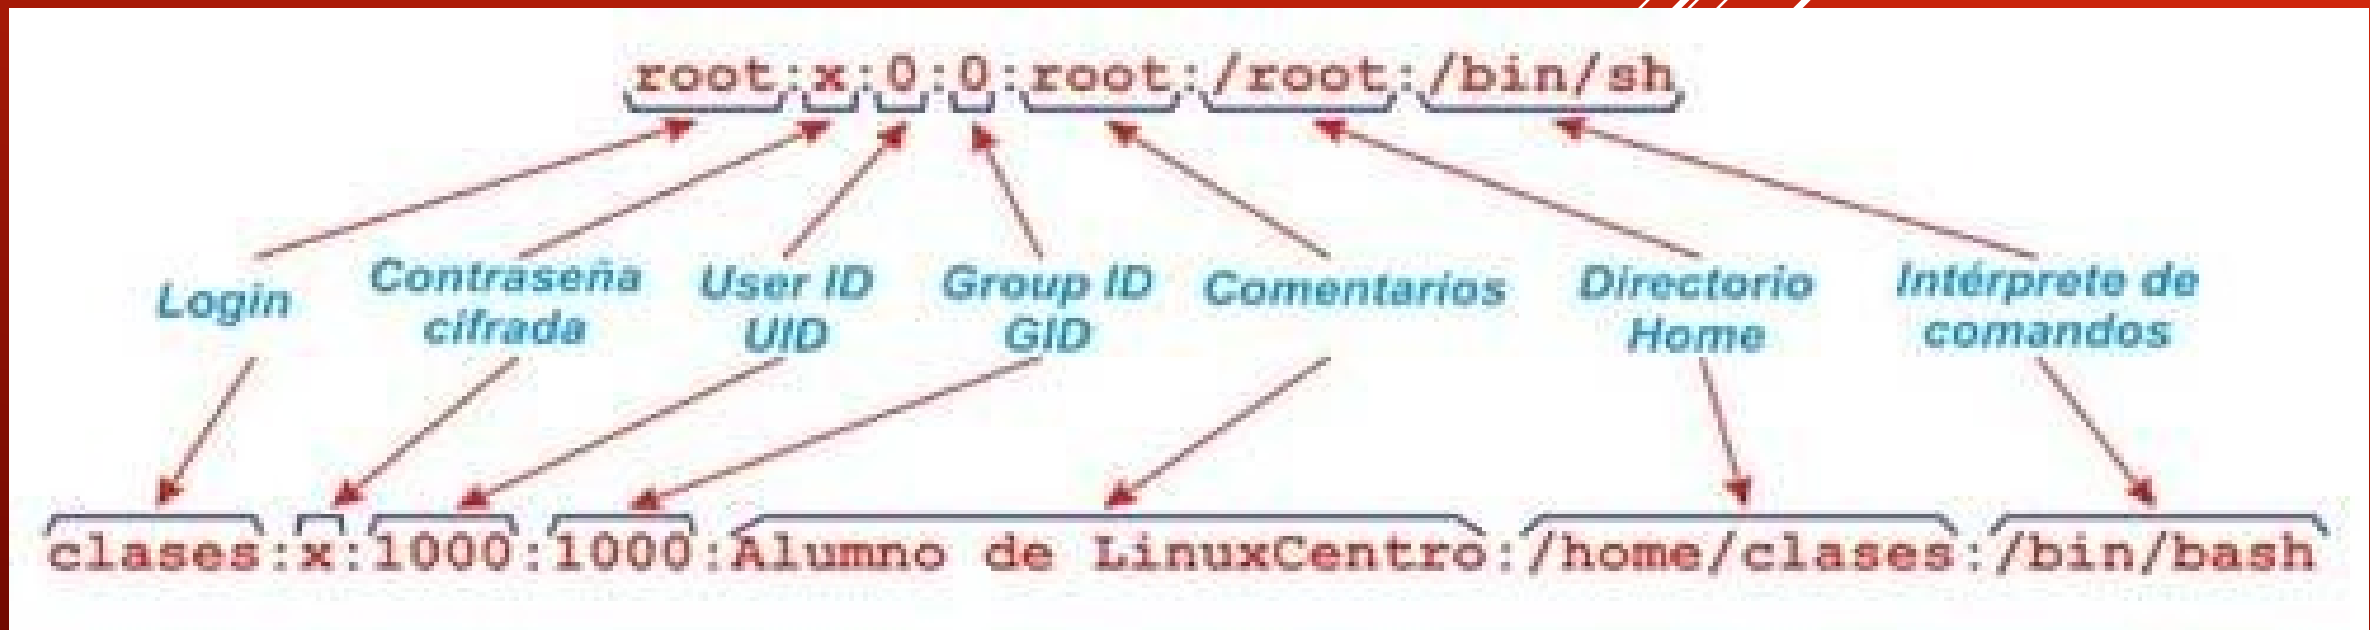 root:x:0:0:root:/root:/bin/sh
Login
Contraseña
cifrada
User ID
UID
Group ID
GID
Comentarios
Directorio
Home
Intérprete de
comandos
clases:x:1000:1000:Alumno de LinuxCentro:/home/clases:/bin/bash